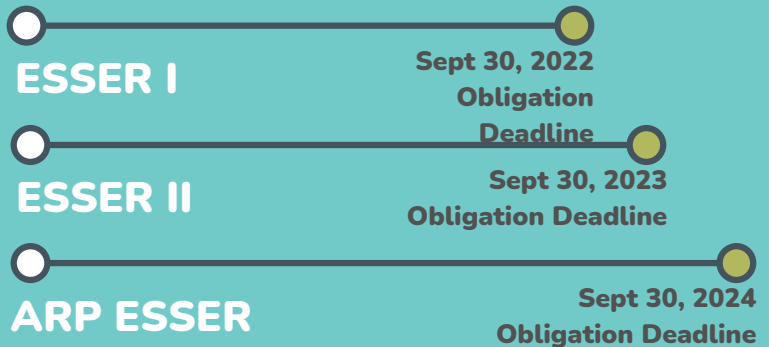 ESSER I
Sept 30, 2022
Obligation
Deadline
ESSER II
Sept 30, 2023
Obligation Deadline
ARP ESSER
Sept 30, 2024
Obligation Deadline